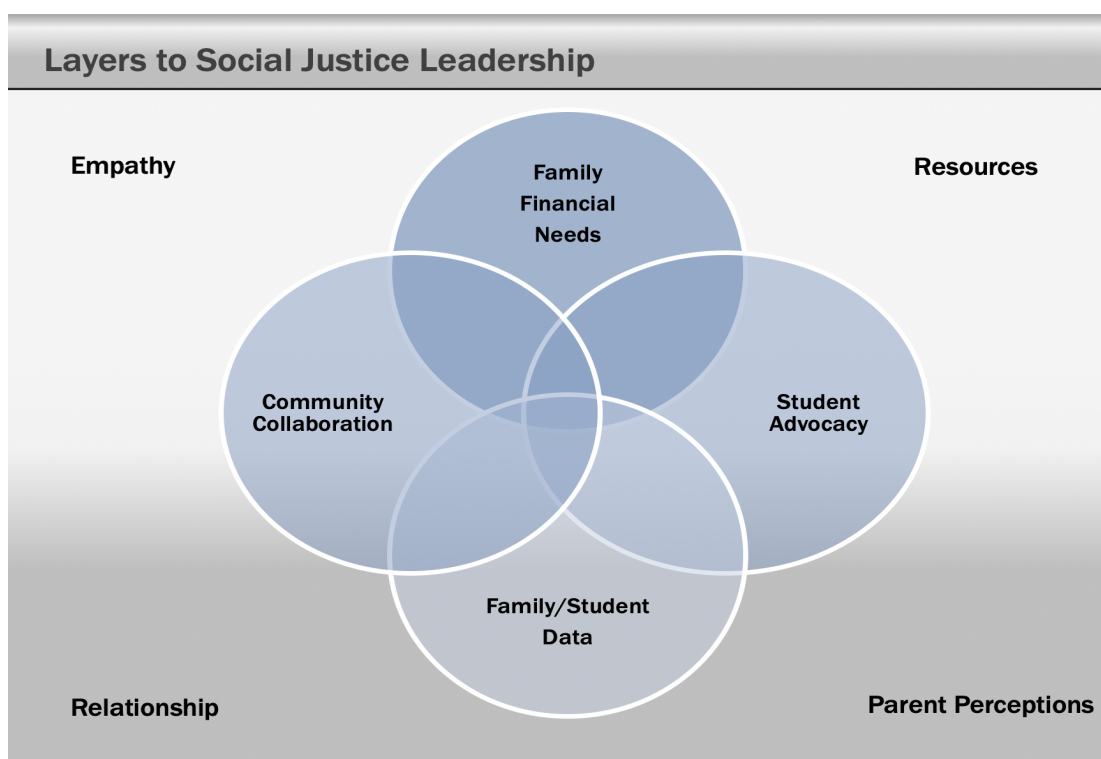 Layers to Social Justice Leadership
Empathy
Resources
Family
Financial
Needs
Community
Collaboration
Student
Advocacy
Family/Student
Data
Relationship
Parent Perceptions